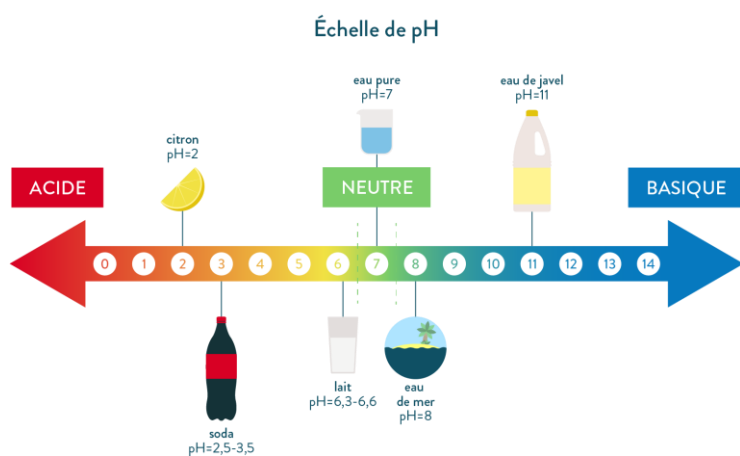 Échelle de pH
eau pure
pH=7
eau de javel
pH=11
citron
pH=2
ACIDE
NEUTRE
BASIQUE
0 1 2 3 4 5 6 7 8 9 10 11 12 13 14
soda
pH=2,5-3,5
lait
pH=6,3-6,6
eau
de mer
pH=8